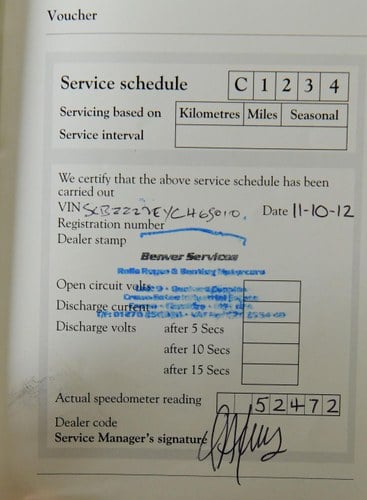 Voucher
Service schedule C 1 2 3 4
Servicing based on Kilometres Miles Seasonal
Service interval
We certify that the above service schedule has been
carried out
VIN SCBZZZ7EYCH65010. Date 11-10-12
Registration number
Dealer stamp
Benver Services
Rolls Royce & Bentley Motorcars
Open circuit volts
Discharge current
Discharge volts after 5 Secs
after 10 Secs
after 15 Secs
Actual speedometer reading 52472
Dealer code
Service Manager's signature